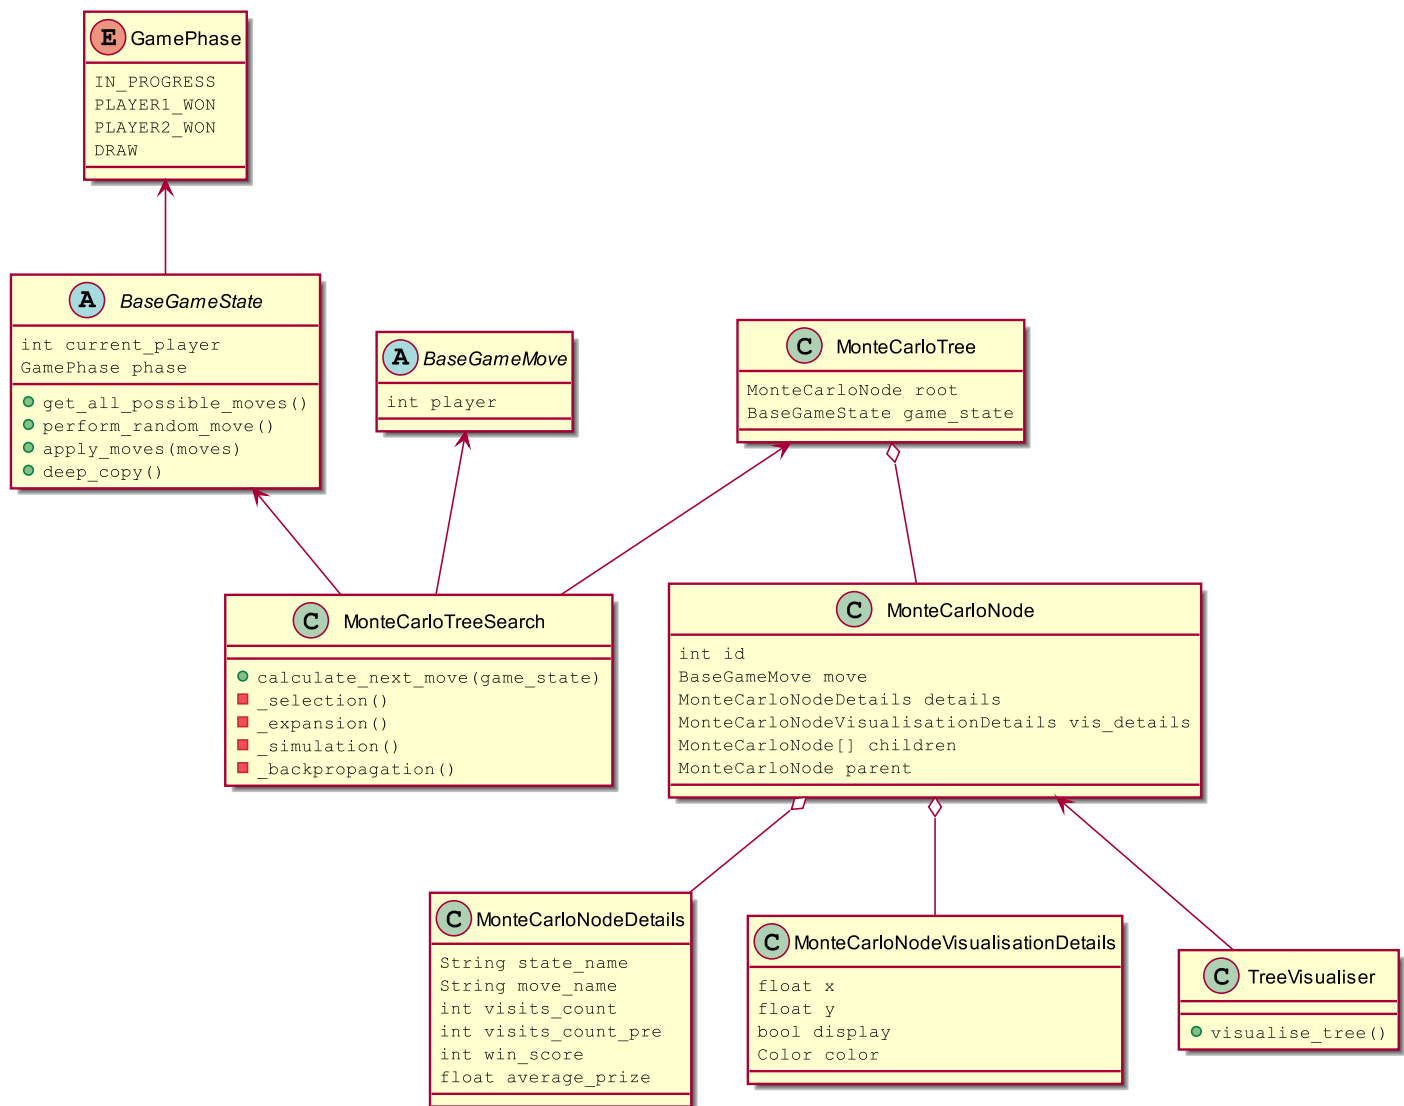 E GamePhase
IN_PROGRESS
PLAYER1_WON
PLAYER2_WON
DRAW
A BaseGameState
int current_player
GamePhase phase
get_all_possible_moves()
perform_random_move()
apply_moves(moves)
deep_copy()
A BaseGameMove
int player
C MonteCarloTree
MonteCarloNode root
BaseGameState game_state
C MonteCarloTreeSearch
calculate_next_move(game_state)
_selection()
_expansion()
_simulation()
_backpropagation()
C MonteCarloNode
int id
BaseGameMove move
MonteCarloNodeDetails details
MonteCarloNodeVisualisationDetails vis_details
MonteCarloNode[] children
MonteCarloNode parent
C MonteCarloNodeDetails
String state_name
String move_name
int visits_count
int visits_count_pre
int win_score
float average_prize
C MonteCarloNodeVisualisationDetails
float x
float y
bool display
Color color
C TreeVisualiser
visualise_tree()